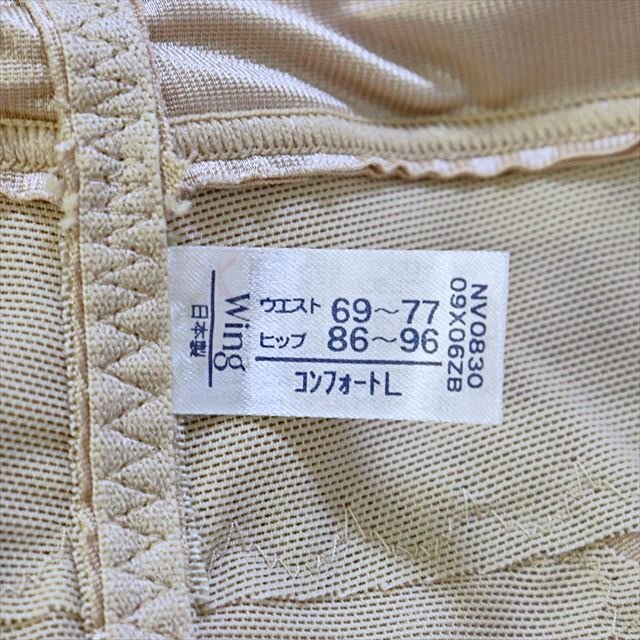 Wing
日本製
ウエスト 69〜77
ヒップ 86〜96
コンフォートL
NV0830
09X06ZB